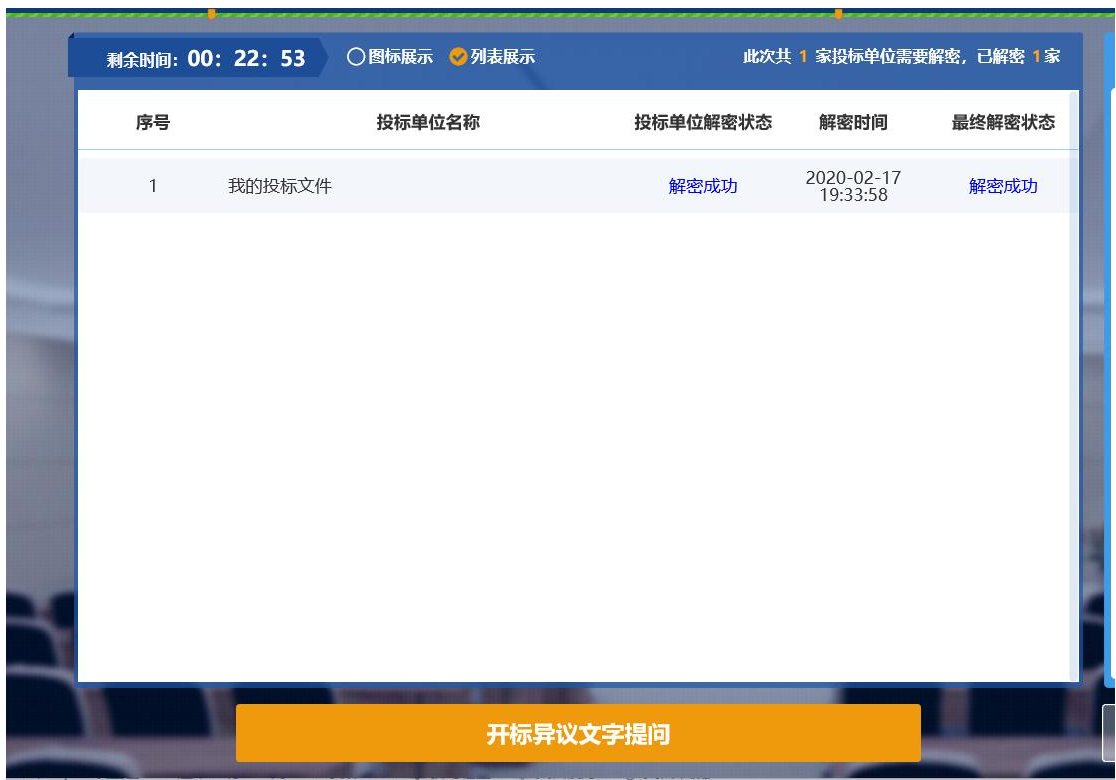 剩余时间：00：22：53 图标展示 列表展示 此次共 1 家投标单位需要解密，已解密 1家
序号 投标单位名称 投标单位解密状态 解密时间 最终解密状态
1 我的投标文件 解密成功 2020-02-17 19:33:58 解密成功
开标异议文字提问